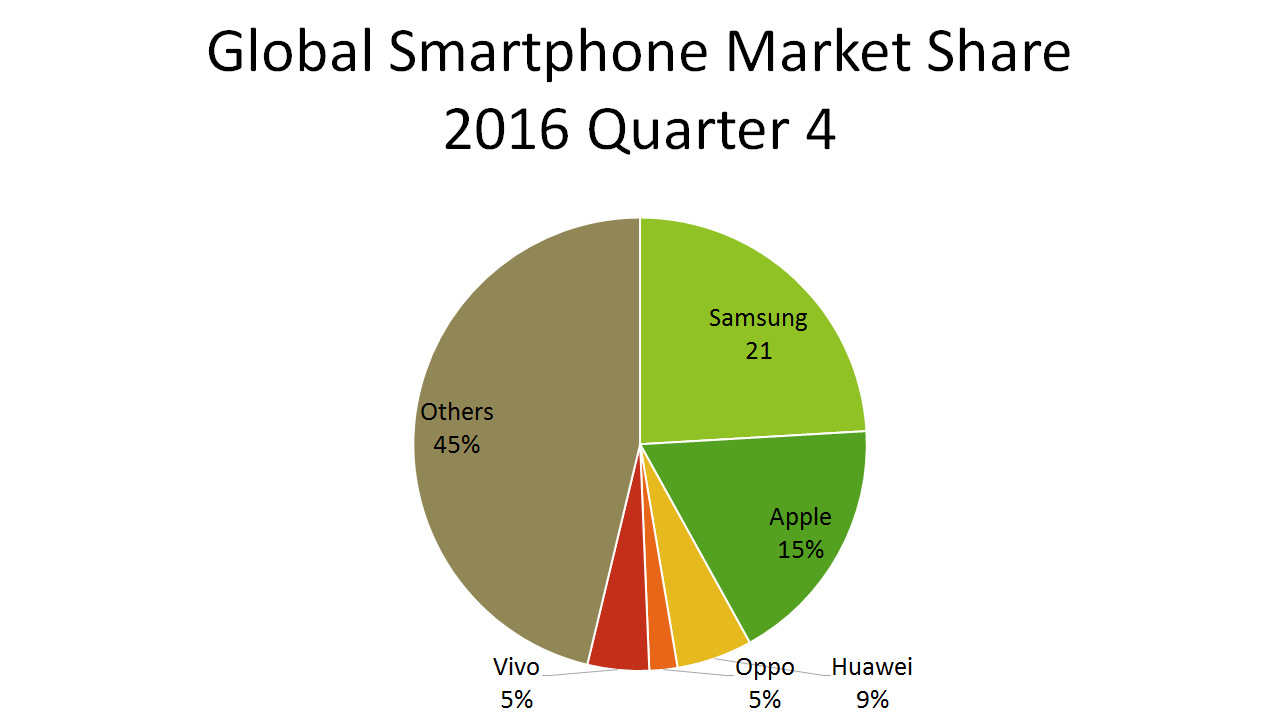 Global Smartphone Market Share
2016 Quarter 4
Samsung
21
Others
45%
Apple
15%
Vivo
5%
Oppo
5%
Huawei
9%